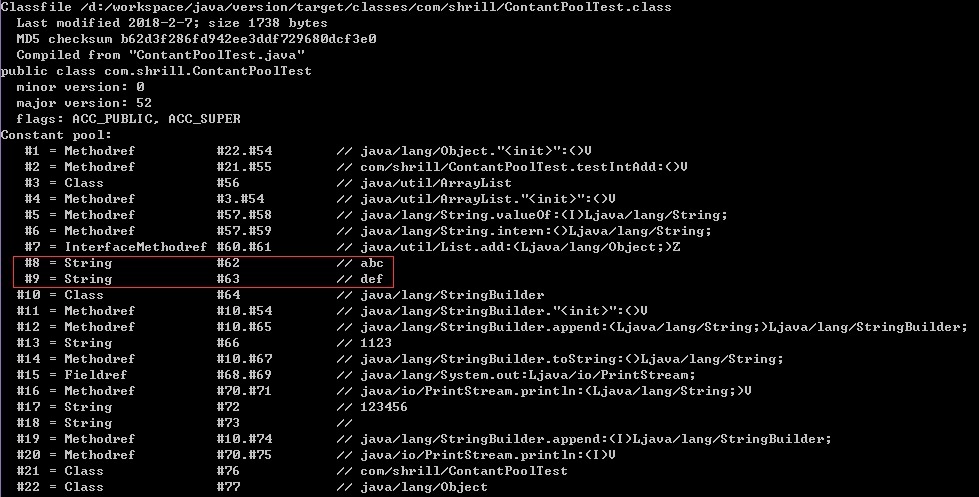 Classfile /d:/workspace/java/version/target/classes/com/shrill/ContantPoolTest.class
  Last modified 2018-2-7; size 1738 bytes
  MD5 checksum b62d3f286fd942ee3ddf729680dcf3e0
  Compiled from "ContantPoolTest.java"
public class com.shrill.ContantPoolTest
  minor version: 0
  major version: 52
  flags: ACC_PUBLIC, ACC_SUPER
Constant pool:
   #1 = Methodref          #22.#54        // java/lang/Object."<init>":()V
   #2 = Methodref          #21.#55        // com/shrill/ContantPoolTest.testIntAdd:()V
   #3 = Class              #56            // java/util/ArrayList
   #4 = Methodref          #3.#54         // java/util/ArrayList."<init>":()V
   #5 = Methodref          #57.#58        // java/lang/String.valueOf:(I)Ljava/lang/String;
   #6 = Methodref          #57.#59        // java/lang/String.intern:()Ljava/lang/String;
   #7 = InterfaceMethodref #60.#61        // java/util/List.add:(Ljava/lang/Object;)Z
   #8 = String             #62            // abc
   #9 = String             #63            // def
  #10 = Class              #64            // java/lang/StringBuilder
  #11 = Methodref          #10.#54        // java/lang/StringBuilder."<init>":()V
  #12 = Methodref          #10.#65        // java/lang/StringBuilder.append:(Ljava/lang/String;)Ljava/lang/StringBuilder;
  #13 = String             #66            // 1123
  #14 = Methodref          #10.#67        // java/lang/StringBuilder.toString:()Ljava/lang/String;
  #15 = Fieldref           #68.#69        // java/lang/System.out:Ljava/io/PrintStream;
  #16 = Methodref          #70.#71        // java/io/PrintStream.println:(Ljava/lang/String;)V
  #17 = String             #72            // 123456
  #18 = String             #73            //
  #19 = Methodref          #10.#74        // java/lang/StringBuilder.append:(I)Ljava/lang/StringBuilder;
  #20 = Methodref          #70.#75        // java/io/PrintStream.println:(I)V
  #21 = Class              #76            // com/shrill/ContantPoolTest
  #22 = Class              #77            // java/lang/Object